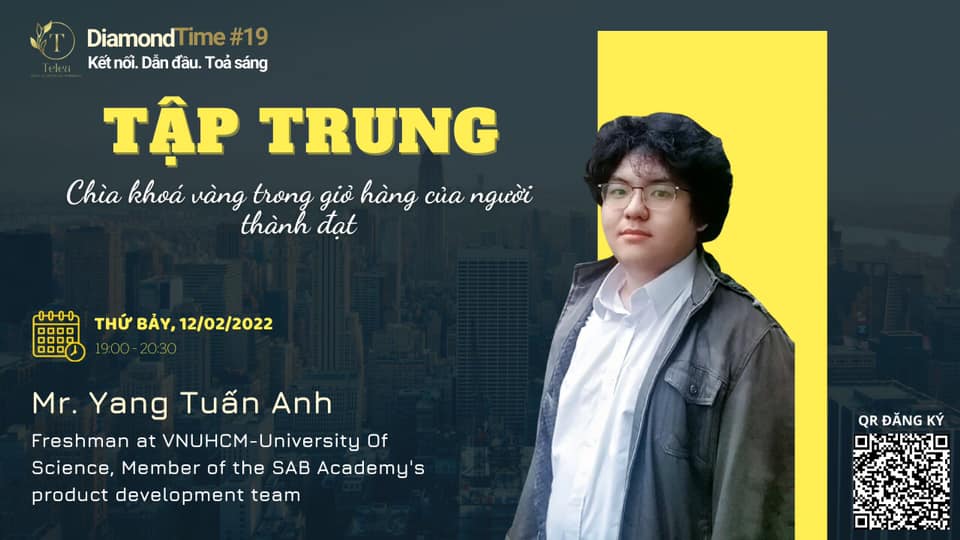 T
Telea
DiamondTime #19
Kết nối. Dẫn đầu. Toả sáng
TẬP TRUNG
Chìa khoá vàng trong giỏ hàng của người
thành đạt
THỨ BẢY, 12/02/2022
19:00 - 20:30
Mr. Yang Tuấn Anh
Freshman at VNUHCM-University Of
Science, Member of the SAB Academy's
product development team
QR ĐĂNG KÝ